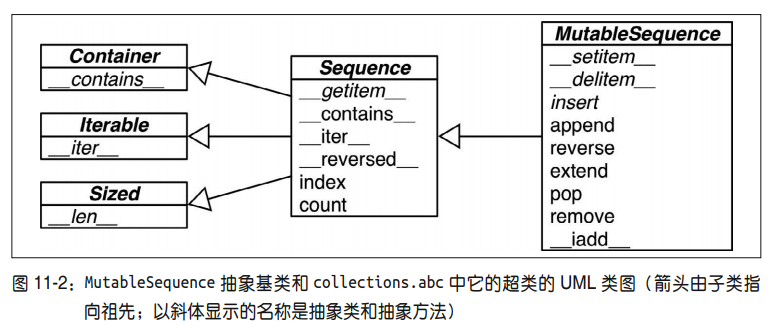 Container
__contains__
Iterable
__iter__
Sized
__len__
Sequence
__getitem__
__contains__
__iter__
__reversed__
index
count
MutableSequence
__setitem__
__delitem__
insert
append
reverse
extend
pop
remove
__iadd__
图 11-2：MutableSequence 抽象基类和 collections.abc 中它的超类的 UML 类图（箭头由子类指
向祖先；以斜体显示的名称是抽象类和抽象方法）